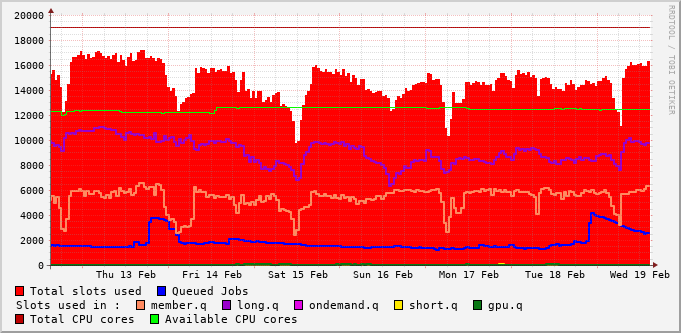 20000
18000
16000
14000
12000
10000
8000
6000
4000
2000
0
Thu 13 Feb Fri 14 Feb Sat 15 Feb Sun 16 Feb Mon 17 Feb Tue 18 Feb Wed 19 Feb
Total slots used Queued Jobs
Slots used in : member.q long.q ondemand.q short.q gpu.q
Total CPU cores Available CPU cores
RRDTOOL / TOBI OETIKER